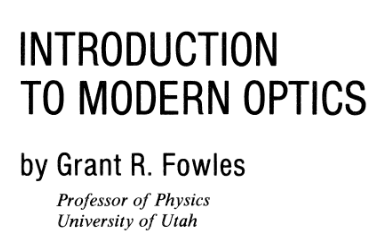 INTRODUCTION
TO MODERN OPTICS
by Grant R. Fowles
Professor of Physics
University of Utah